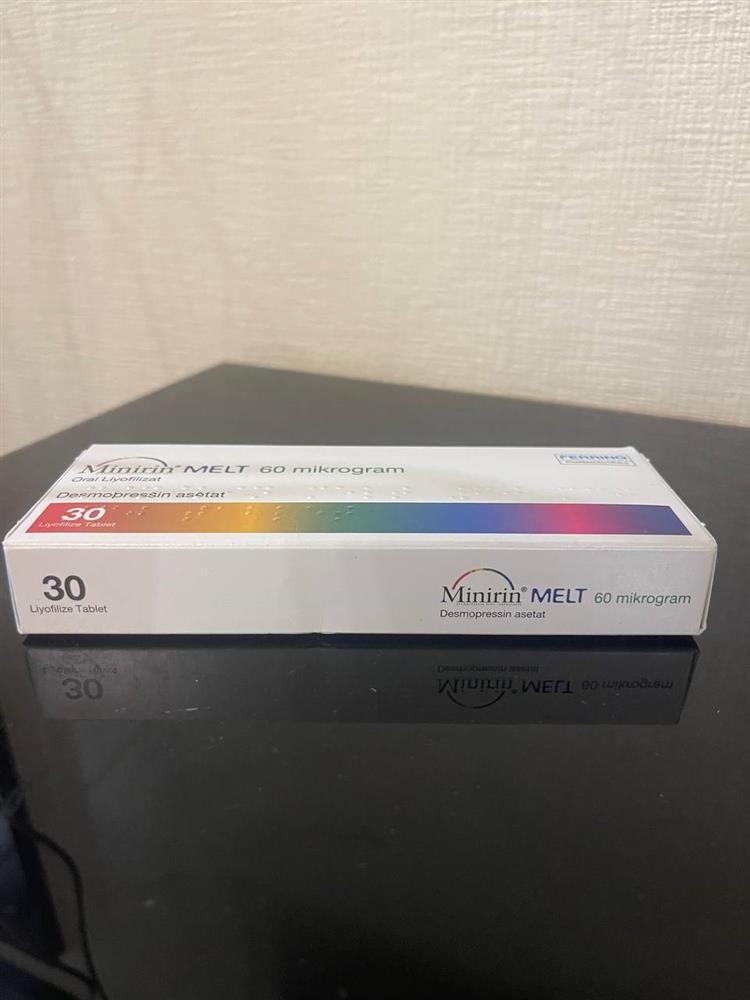 Minirin® MELT 60 mikrogram
Oral Liyofilizat
Desmopressin asetat
FERRING
PHARMACEUTICALS
30
Liyofilize Tablet
30
Liyofilize Tablet
Minirin® MELT 60 mikrogram
Desmopressin asetat